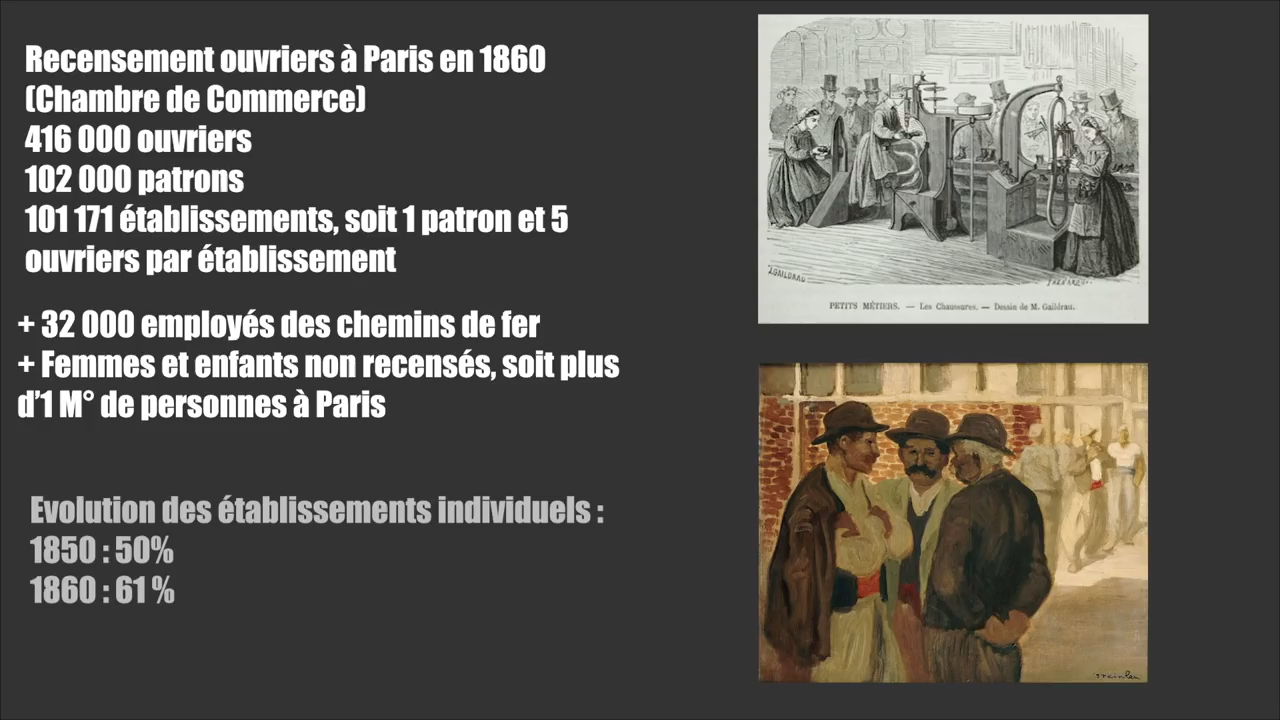 Recensement ouvriers à Paris en 1860
(Chambre de Commerce)
416 000 ouvriers
102 000 patrons
101 171 établissements, soit 1 patron et 5
ouvriers par établissement
+ 32 000 employés des chemins de fer
+ Femmes et enfants non recensés, soit plus
d'1 M° de personnes à Paris
Evolution des établissements individuels :
1850 : 50%
1860 : 61 %
J.GAILDRAU
PETITS MÉTIERS. — Les Chaussures. — Dessin de M. Gaildrau.